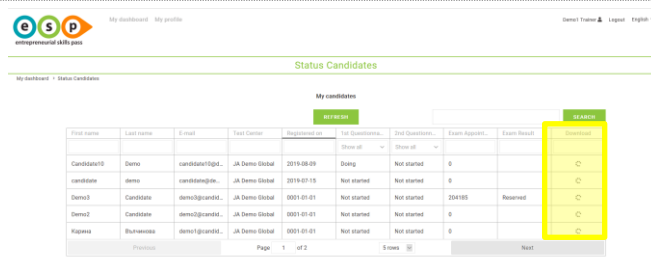 esp
entrepreneurial skills pass
My dashboard My profile
Demo1 Trainer Logout English
Status Candidates
My dashboard > Status Candidates
My candidates
REFRESH SEARCH
First name Last name E-mail Test Center Registered on 1st Questionna... 2nd Questionn... Exam Appoint... Exam Result Download
Show all Show all
Candidate10 Demo candidate10@d... JA Demo Global 2019-08-09 Doing Not started 0
candidate demo candidate@de... JA Demo Global 2019-07-15 Not started Not started 0
Demo3 Candidate demo3@candid... JA Demo Global 0001-01-01 Not started Not started 204185 Reserved
Demo2 Candidate demo2@candid... JA Demo Global 0001-01-01 Not started Not started 0
Карина Вълчинова demo1@candid... JA Demo Global 0001-01-01 Not started Not started 0
Previous Page 1 of 2 5 rows Next